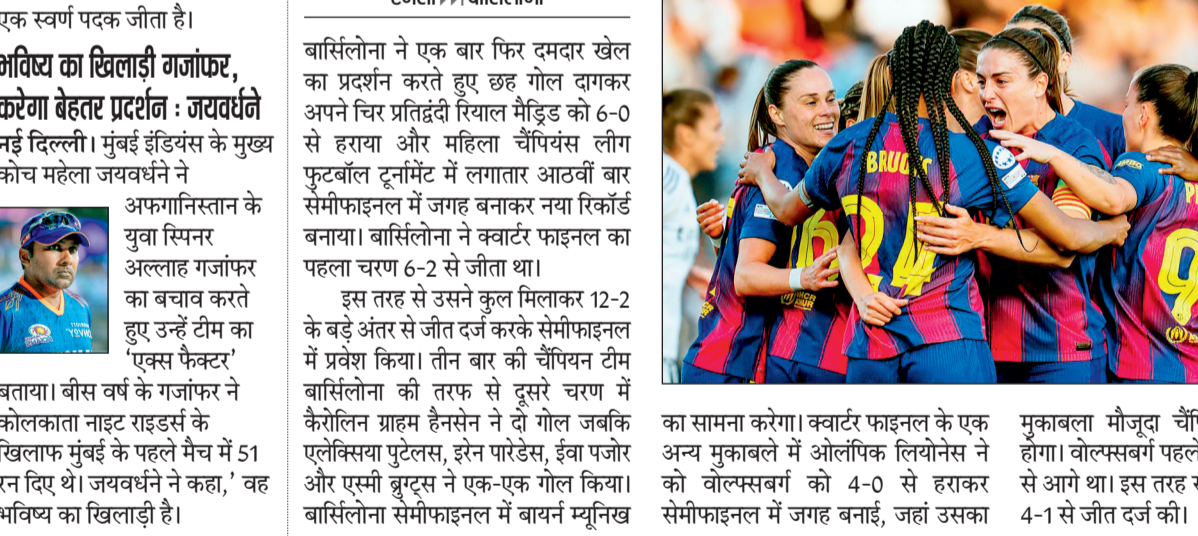 एक स्वर्ण पदक जीता है।
भविष्य का खिलाड़ी गजांफर,
करेगा बेहतर प्रदर्शन : जयवर्धने
नई दिल्ली। मुंबई इंडियंस के मुख्य
कोच महेला जयवर्धने ने
अफगानिस्तान के
युवा स्पिनर
अल्लाह गजांफर
का बचाव करते
हुए उन्हें टीम का
‘एक्स फैक्टर’
बताया। बीस वर्ष के गजांफर ने
कोलकाता नाइट राइडर्स के
खिलाफ मुंबई के पहले मैच में 51
रन दिए थे। जयवर्धने ने कहा,’ वह
भविष्य का खिलाड़ी है।
बार्सिलोना ने एक बार फिर दमदार खेल
का प्रदर्शन करते हुए छह गोल दागकर
अपने चिर प्रतिद्वंदी रियाल मैड्रिड को 6-0
से हराया और महिला चैंपियंस लीग
फुटबॉल टूर्नामेंट में लगातार आठवीं बार
सेमीफाइनल में जगह बनाकर नया रिकॉर्ड
बनाया। बार्सिलोना ने क्वार्टर फाइनल का
पहला चरण 6-2 से जीता था।
इस तरह से उसने कुल मिलाकर 12-2
के बड़े अंतर से जीत दर्ज करके सेमीफाइनल
में प्रवेश किया। तीन बार की चैंपियन टीम
बार्सिलोना की तरफ से दूसरे चरण में
कैरोलिन ग्राहम हैनसेन ने दो गोल जबकि
एलेक्सिया पुटेलस, इरेन पारेडेस, ईवा पजोर
और एस्मी ब्रुग्ट्स ने एक-एक गोल किया।
बार्सिलोना सेमीफाइनल में बायर्न म्यूनिख
BRUGTS
24
9
का सामना करेगा। क्वार्टर फाइनल के एक
अन्य मुकाबले में ओलंपिक लियोनेस ने
को वोल्फ्सबर्ग को 4-0 से हराकर
सेमीफाइनल में जगह बनाई, जहां उसका
मुकाबला मौजूदा
होगा। वोल्फ्सबर्ग
से आगे था। इस तरह
4-1 से जीत दर्ज की।